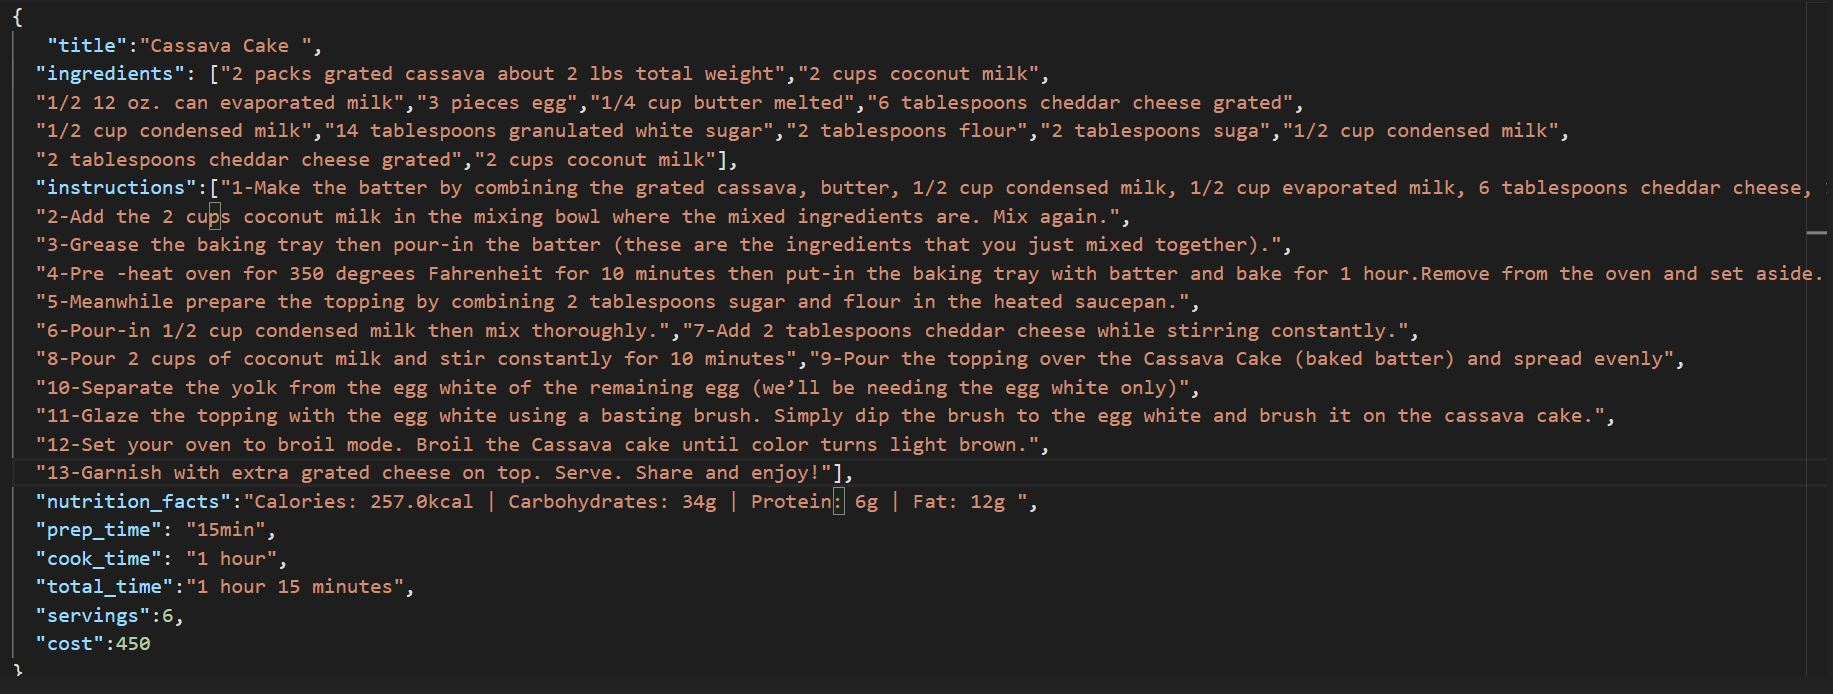 {
"title":"Cassava Cake ",
"ingredients": ["2 packs grated cassava about 2 lbs total weight","2 cups coconut milk",
"1/2 12 oz. can evaporated milk","3 pieces egg","1/4 cup butter melted","6 tablespoons cheddar cheese grated",
"1/2 cup condensed milk","14 tablespoons granulated white sugar","2 tablespoons flour","2 tablespoons suga","1/2 cup condensed milk",
"2 tablespoons cheddar cheese grated","2 cups coconut milk"],
"instructions":["1-Make the batter by combining the grated cassava, butter, 1/2 cup condensed milk, 1/2 cup evaporated milk, 6 tablespoons cheddar cheese,
"2-Add the 2 cups coconut milk in the mixing bowl where the mixed ingredients are. Mix again.",
"3-Grease the baking tray then pour-in the batter (these are the ingredients that you just mixed together).",
"4-Pre -heat oven for 350 degrees Fahrenheit for 10 minutes then put-in the baking tray with batter and bake for 1 hour.Remove from the oven and set aside.
"5-Meanwhile prepare the topping by combining 2 tablespoons sugar and flour in the heated saucepan.",
"6-Pour-in 1/2 cup condensed milk then mix thoroughly.","7-Add 2 tablespoons cheddar cheese while stirring constantly.",
"8-Pour 2 cups of coconut milk and stir constantly for 10 minutes","9-Pour the topping over the Cassava Cake (baked batter) and spread evenly",
"10-Separate the yolk from the egg white of the remaining egg (we’ll be needing the egg white only)",
"11-Glaze the topping with the egg white using a basting brush. Simply dip the brush to the egg white and brush it on the cassava cake.",
"12-Set your oven to broil mode. Broil the Cassava cake until color turns light brown.",
"13-Garnish with extra grated cheese on top. Serve. Share and enjoy!"],
"nutrition_facts":"Calories: 257.0kcal | Carbohydrates: 34g | Protein: 6g | Fat: 12g ",
"prep_time": "15min",
"cook_time": "1 hour",
"total_time":"1 hour 15 minutes",
"servings":6,
"cost":450
}